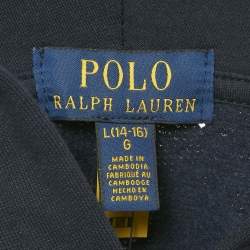 POLO
RALPH LAUREN
L(14-16)
G
MADE IN
CAMBODIA
FABRIQUÉ AU
CAMBODGE
HECHO EN
CAMBOYA